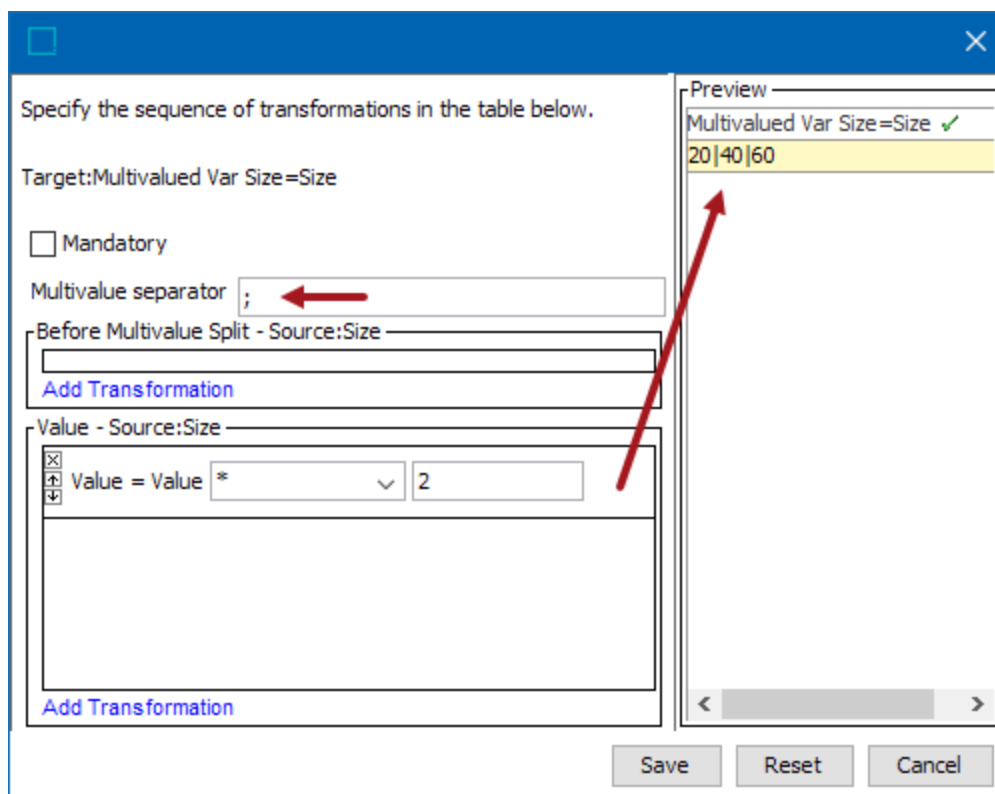 Specify the sequence of transformations in the table below.
Target:Multivalued Var Size=Size
Mandatory
Multivalue separator ;
Before Multivalue Split - Source:Size
Add Transformation
Value - Source:Size
Value = Value * 2
Add Transformation
Preview
Multivalued Var Size=Size
20|40|60
Save Reset Cancel